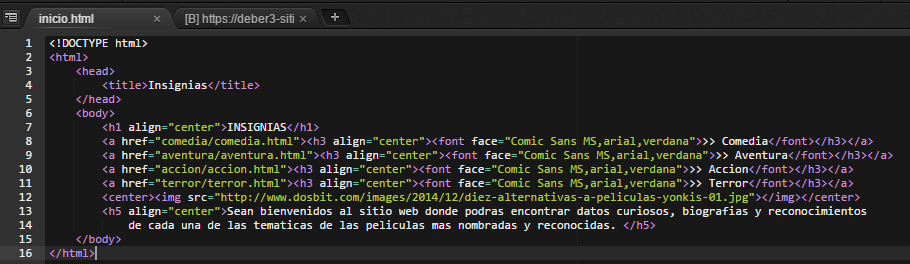 inicio.html × [B] https://deber3-siti × +
1 <!DOCTYPE html>
2 <html>
3 <head>
4 <title>Insignias</title>
5 </head>
6 <body>
7 <h1 align="center">INSIGNIAS</h1>
8 <a href="comedia/comedia.html"><h3 align="center"><font face="Comic Sans MS,arial,verdana">>> Comedia</font></h3></a>
9 <a href="aventura/aventura.html"><h3 align="center"><font face="Comic Sans MS,arial,verdana">>> Aventura</font></h3></a>
10 <a href="accion/accion.html"><h3 align="center"><font face="Comic Sans MS,arial,verdana">>> Accion</font></h3></a>
11 <a href="terror/terror.html"><h3 align="center"><font face="Comic Sans MS,arial,verdana">>> Terror</font></h3></a>
12 <center><img src="http://www.dosbit.com/images/2014/12/diez-alternativas-a-peliculas-yonkis-01.jpg"></img></center>
13 <h5 align="center">Sean bienvenidos al sitio web donde podras encontrar datos curiosos, biografias y reconocimientos
14 de cada una de las tematicas de las peliculas mas nombradas y reconocidas. </h5>
15 </body>
16 </html>